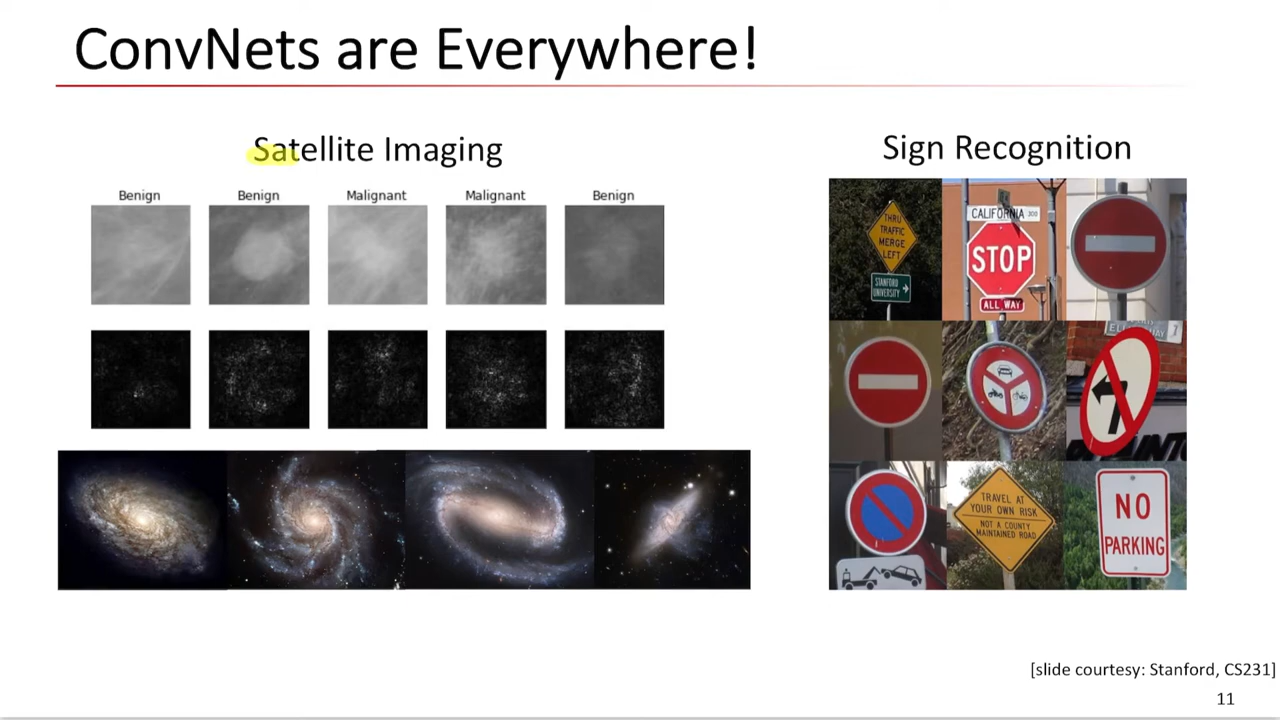 ConvNets are Everywhere!
Satellite Imaging
Benign Benign Malignant Malignant Benign
Sign Recognition
THRU
TRAFFIC
MERGE
LEFT
STANFORD
UNIVERSITY
CALIFORNIA 300
STOP
ALL WAY
TRAVEL AT
YOUR OWN RISK
NOT A COUNTY
MAINTAINED ROAD
NO
PARKING
[slide courtesy: Stanford, CS231]
11